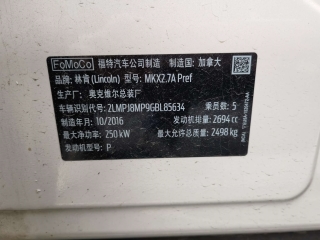 FoMoCo 福特汽车公司制造 制造国: 加拿大
品牌: 林肯(Lincoln) 型号: MKX2.7A Pref
生产厂: 奥克维尔总装厂
车辆识别代号: 2LMPJ8MP9GBL85634 乘员数: 5
制造年月: 10/2016 发动机排量: 2694 cc
最大净功率: 250 kW 最大允许总质量: 2498 kg
发动机型号: P